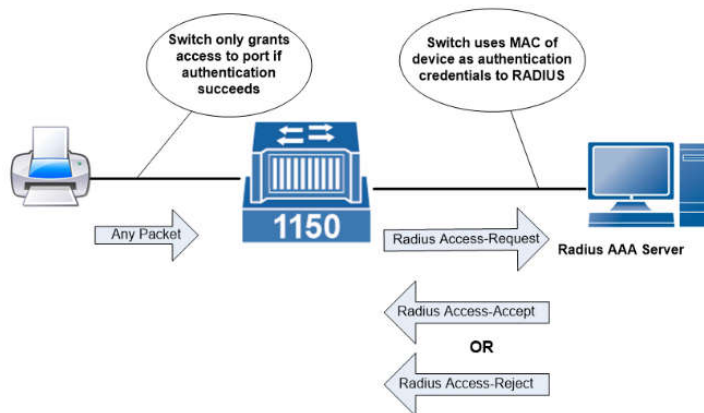 Switch only grants
access to port if
authentication
succeeds
Switch uses MAC of
device as authentication
credentials to RADIUS
1150
Any Packet
Radius Access-Request
Radius AAA Server
Radius Access-Accept
OR
Radius Access-Reject